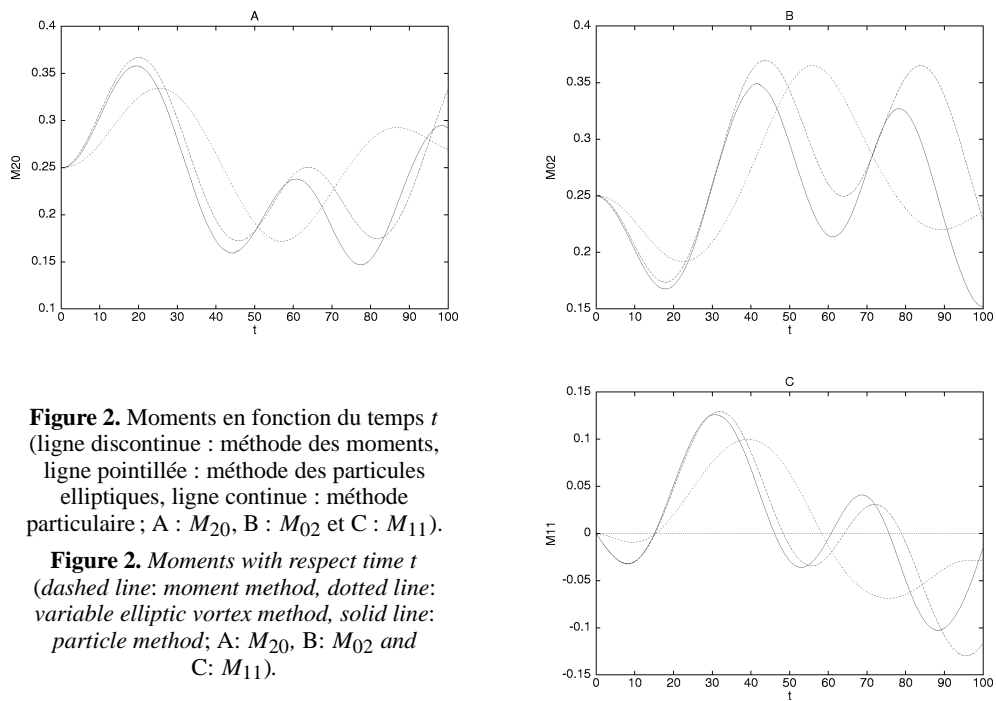 A
0.4
0.35
0.3
0.25
0.2
0.15
0.1
M20
0 10 20 30 40 50 60 70 80 90 100
t
B
0.4
0.35
0.3
0.25
0.2
0.15
M02
0 10 20 30 40 50 60 70 80 90 100
t
Figure 2. Moments en fonction du temps t
(ligne discontinue : méthode des moments,
ligne pointillée : méthode des particules
elliptiques, ligne continue : méthode
particulaire ; A : M20, B : M02 et C : M11).
Figure 2. Moments with respect time t
(dashed line: moment method, dotted line:
variable elliptic vortex method, solid line:
particle method; A: M20, B: M02 and
C: M11).
C
0.15
0.1
0.05
0
-0.05
-0.1
-0.15
M11
0 10 20 30 40 50 60 70 80 90 100
t